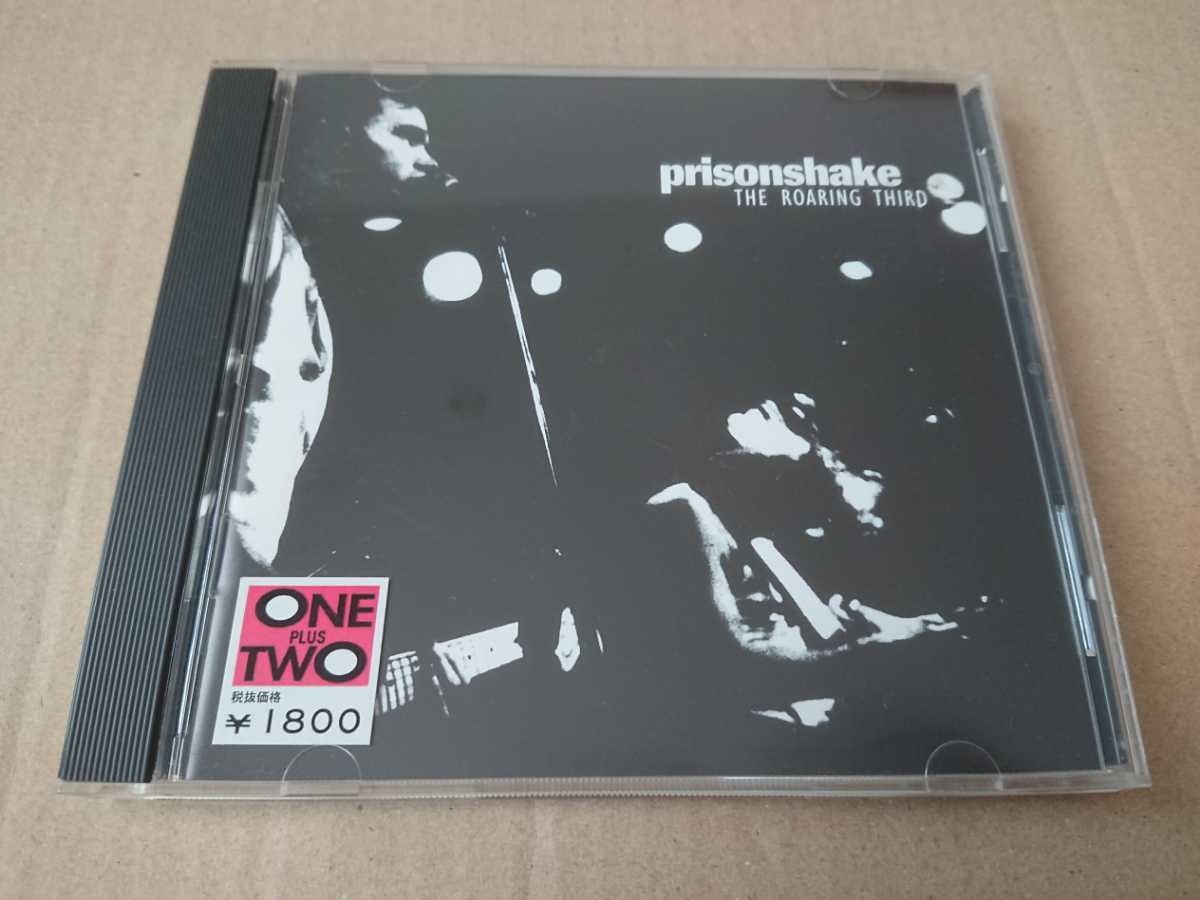 prisonshake
THE ROARING THIRD
ONE
PLUS
TWO
税抜価格
¥1800